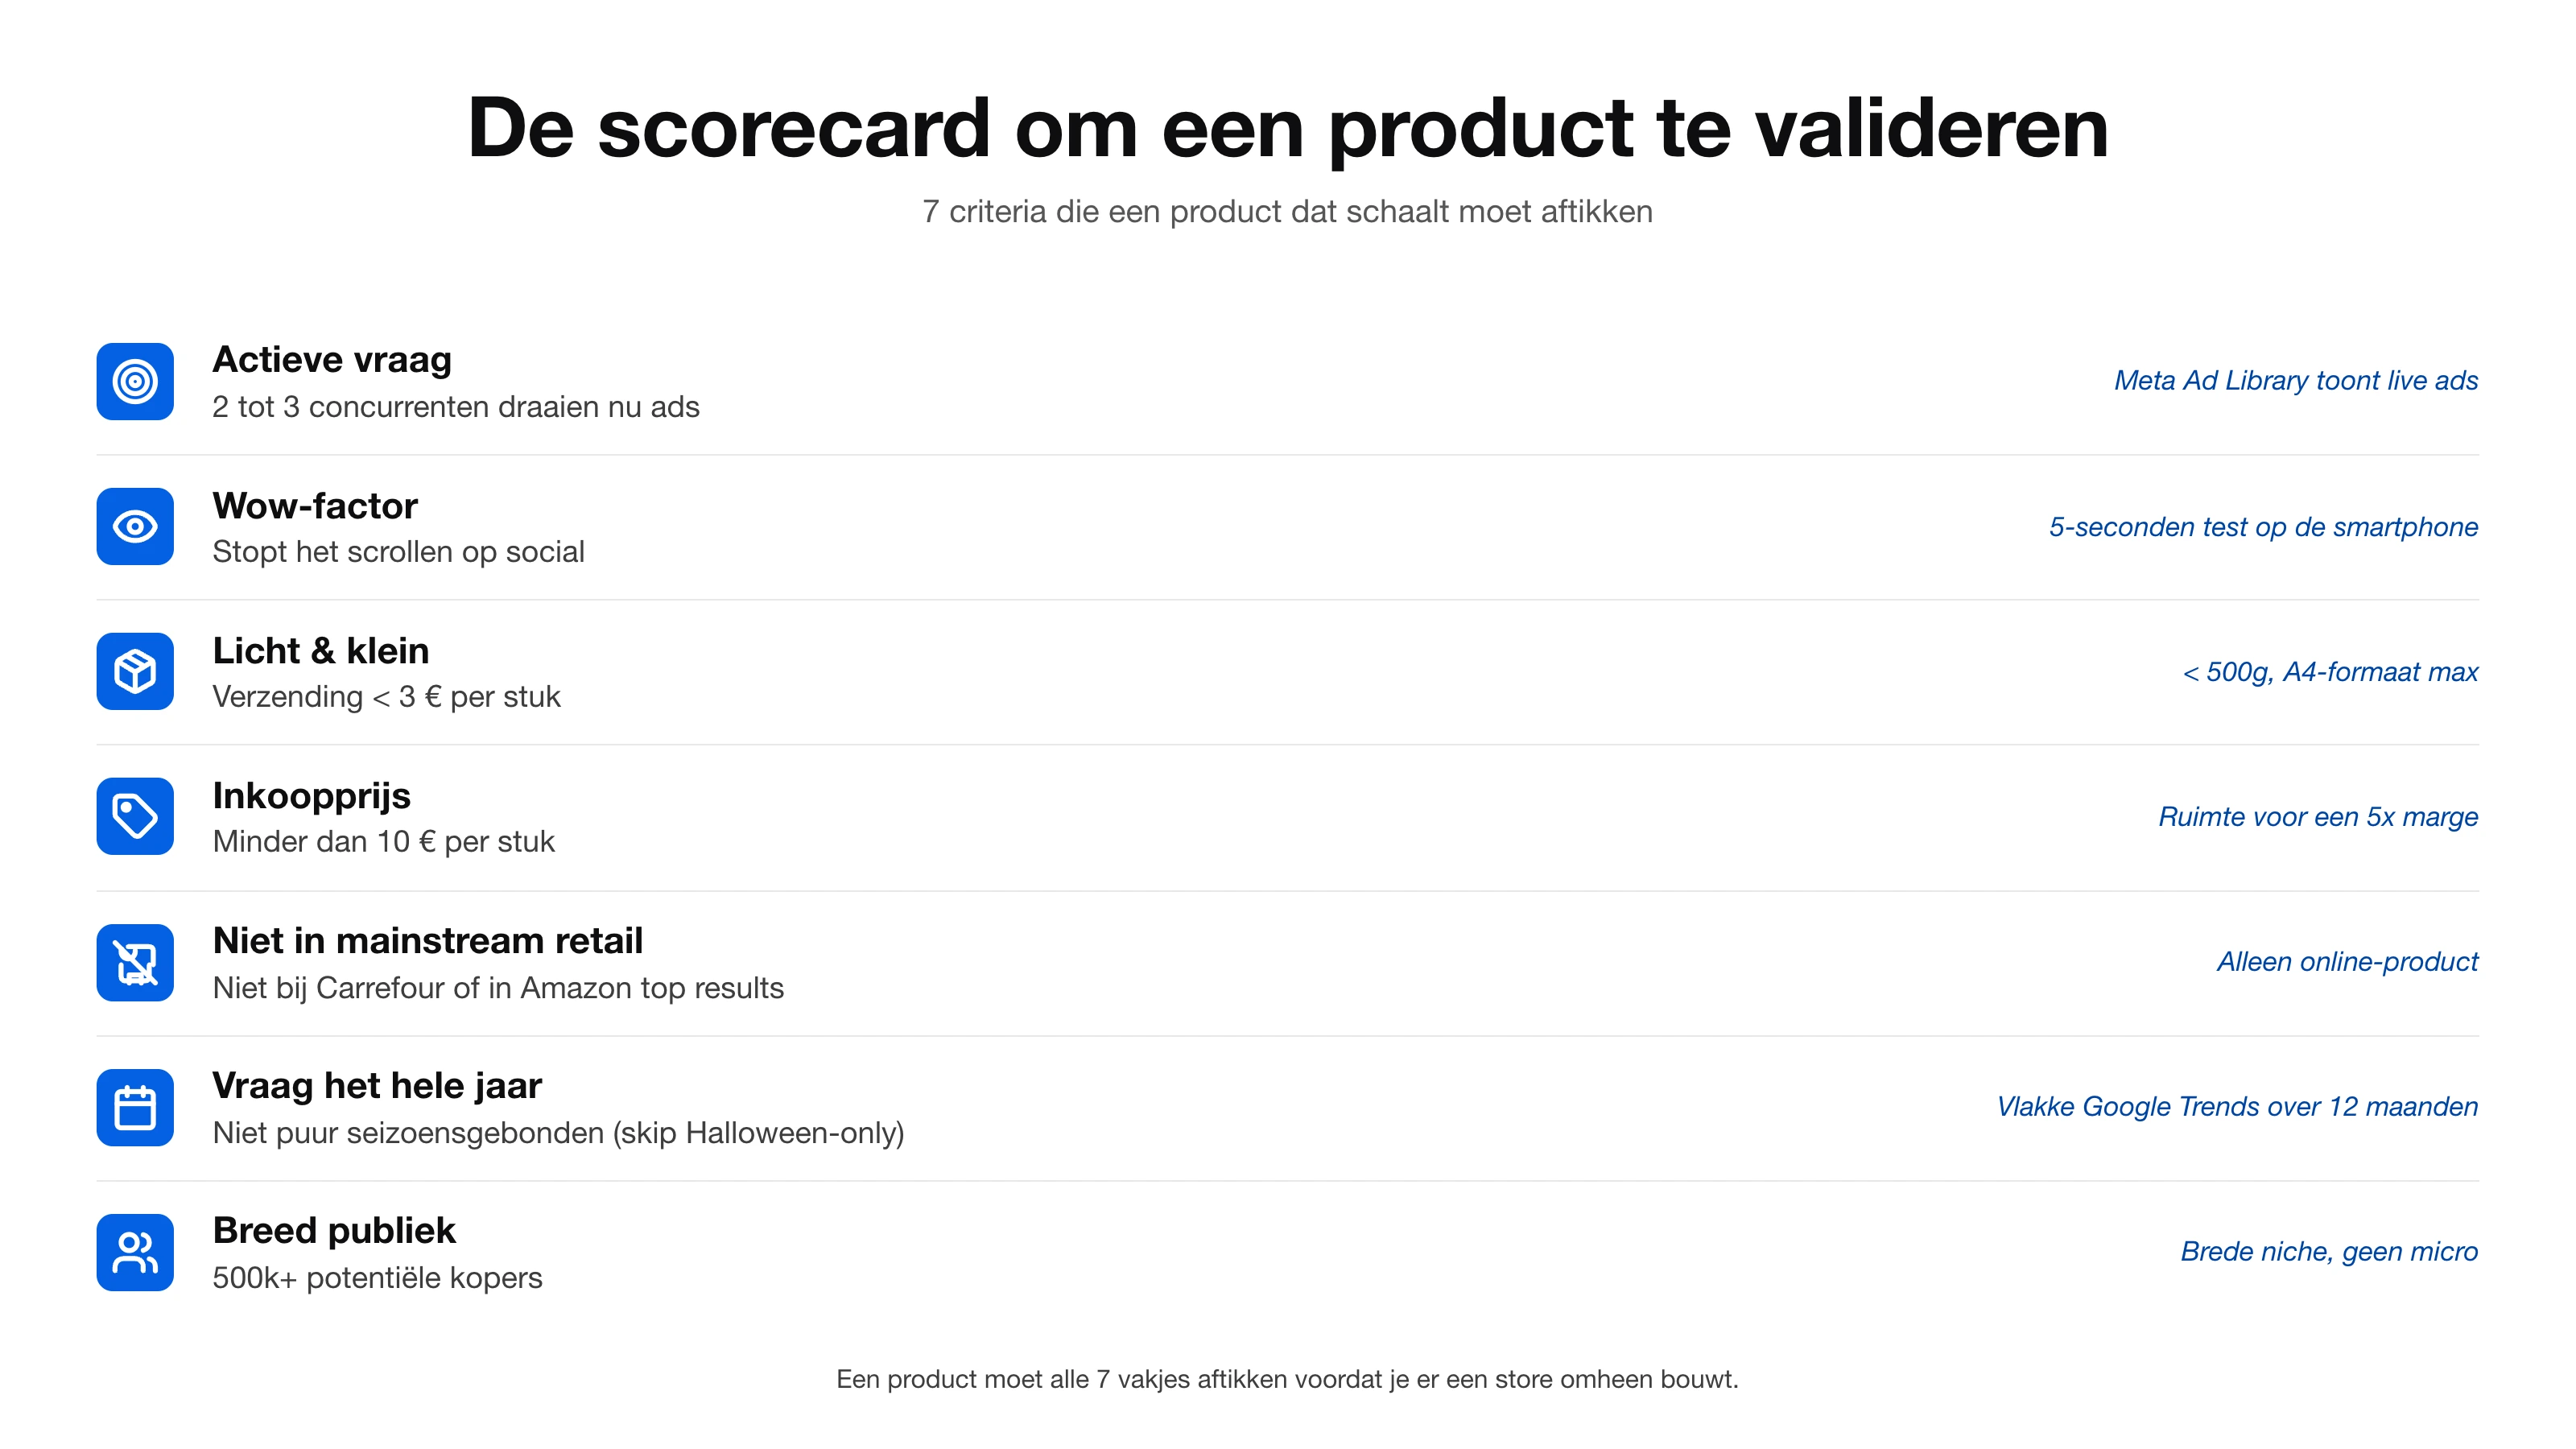 De scorecard om een product te valideren
7 criteria die een product dat schaalt moet aftikken
Actieve vraag
2 tot 3 concurrenten draaien nu ads
Meta Ad Library toont live ads
Wow-factor
Stopt het scrollen op social
5-seconden test op de smartphone
Licht & klein
Verzending < 3 € per stuk
< 500g, A4-formaat max
Inkoopprijs
Minder dan 10 € per stuk
Ruimte voor een 5x marge
Niet in mainstream retail
Niet bij Carrefour of in Amazon top results
Alleen online-product
Vraag het hele jaar
Niet puur seizoensgebonden (skip Halloween-only)
Vlakke Google Trends over 12 maanden
Breed publiek
500k+ potentiële kopers
Brede niche, geen micro
Een product moet alle 7 vakjes aftikken voordat je er een store omheen bouwt.